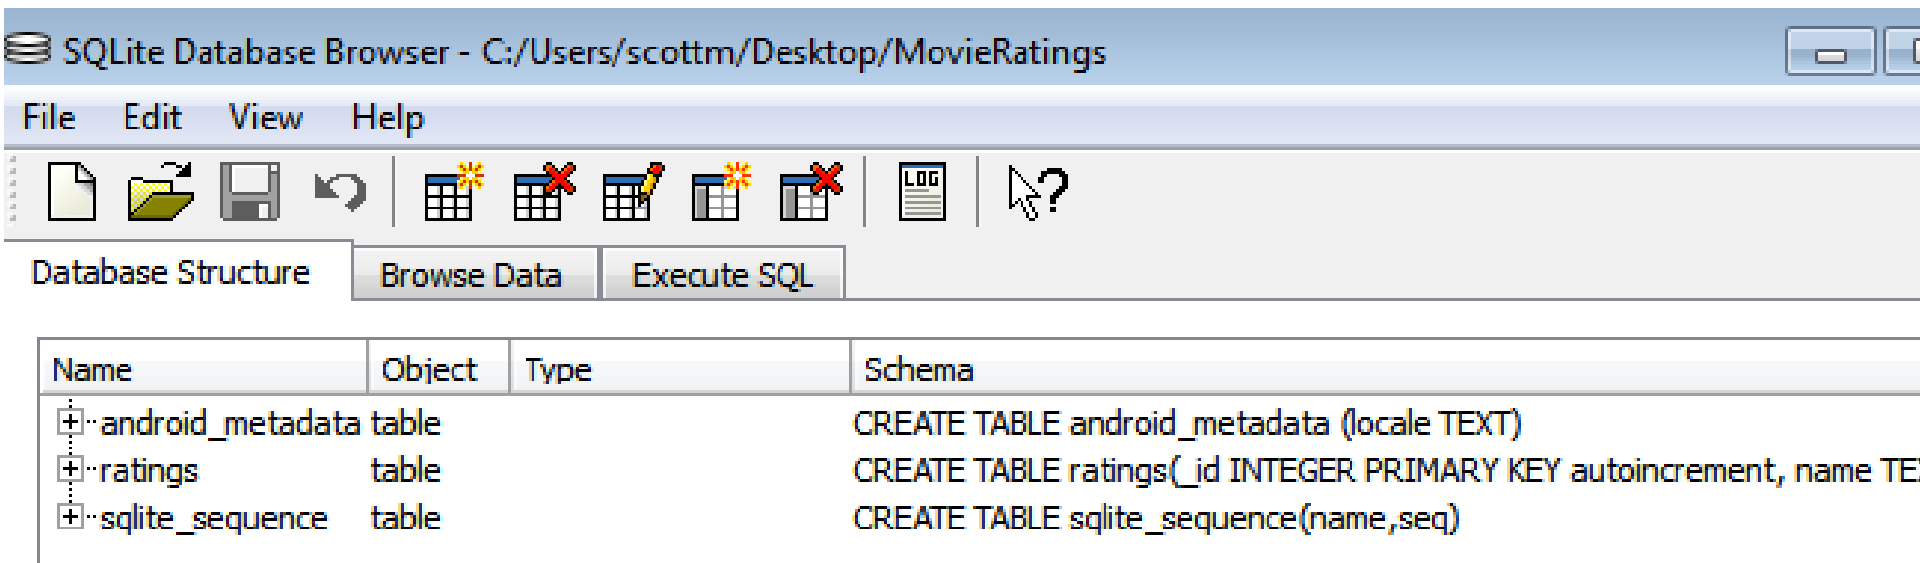 SQLite Database Browser - C:/Users/scottm/Desktop/MovieRatings
File Edit View Help
LOG
Database Structure Browse Data Execute SQL
Name Object Type Schema
android_metadata table CREATE TABLE android_metadata (locale TEXT)
ratings table CREATE TABLE ratings(_id INTEGER PRIMARY KEY autoincrement, name
sqlite_sequence table CREATE TABLE sqlite_sequence(name,seq)